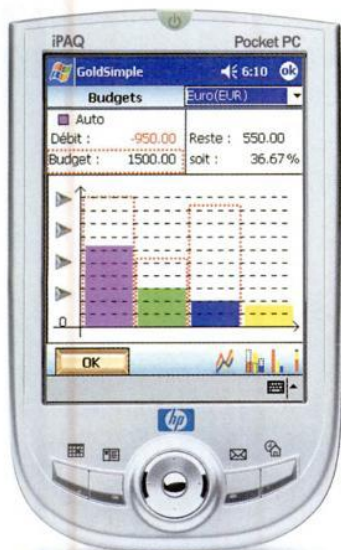 iPAQ Pocket PC
GoldSimple 6:10 ok
Budgets Euro(EUR)
Auto
Débit : -950.00 Reste : 550.00
Budget : 1500.00 soit : 36.67 %
0
OK
hp